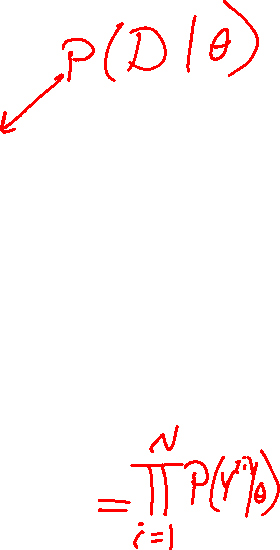 P(D|θ)
= ∏_{i=1}^{N} P(y^{(i)}|θ)